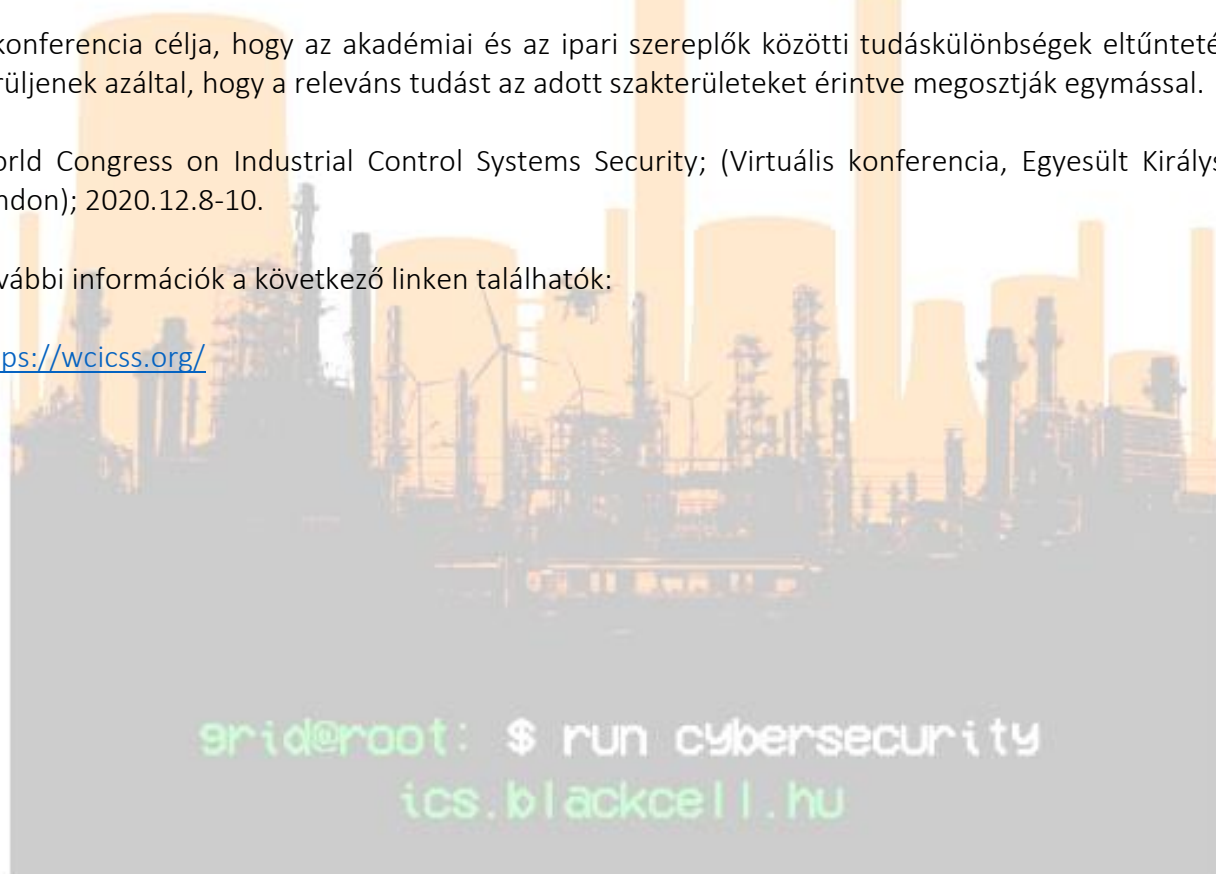 konferencia célja, hogy az akadémiai és az ipari szereplők közötti tudáskülönbségek eltűnteté
rüljenek azáltal, hogy a releváns tudást az adott szakterületeket érintve megosztják egymással.
orld Congress on Industrial Control Systems Security; (Virtuális konferencia, Egyesült Királys
ndon); 2020.12.8-10.
vábbi információk a következő linken találhatók:
ps://wcicss.org/
grid@root: $ run cybersecurity
ics.blackcell.hu